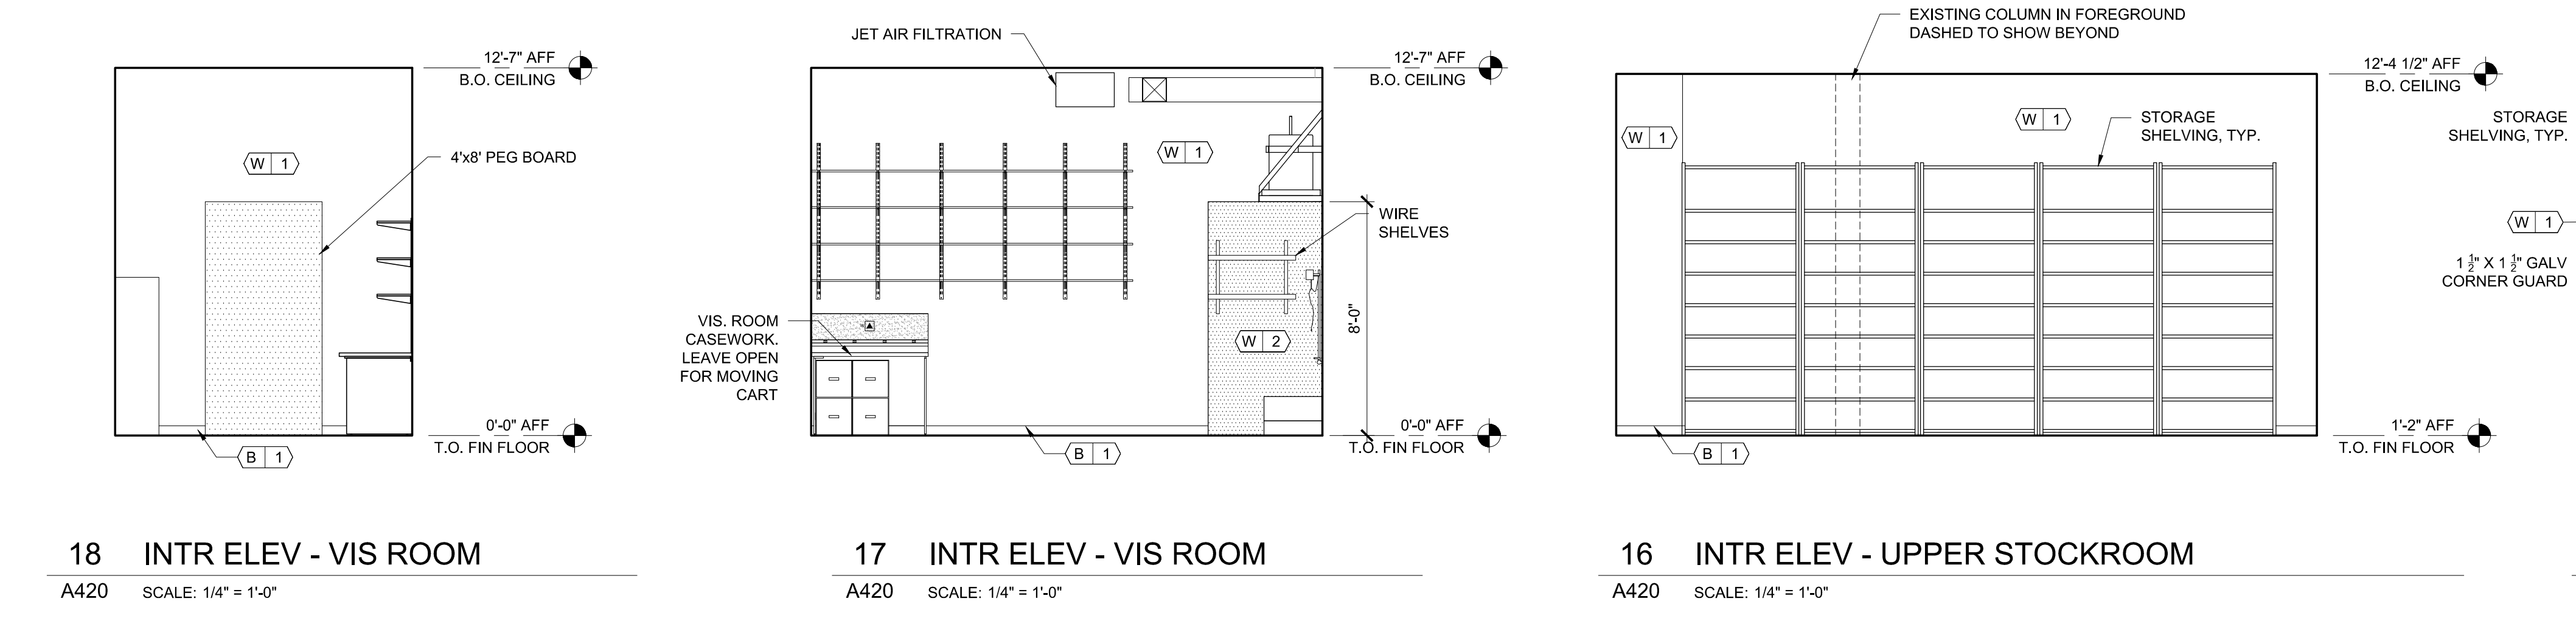 12'-7" AFF
B.O. CEILING
W 1
4'x8' PEG BOARD
0'-0" AFF
T.O. FIN FLOOR
B 1
18 INTR ELEV - VIS ROOM
A420 SCALE: 1/4" = 1'-0"
JET AIR FILTRATION
12'-7" AFF
B.O. CEILING
W 1
WIRE
SHELVES
8'-0"
VIS. ROOM
CASEWORK.
LEAVE OPEN
FOR MOVING
CART
W 2
0'-0" AFF
T.O. FIN FLOOR
B 1
17 INTR ELEV - VIS ROOM
A420 SCALE: 1/4" = 1'-0"
EXISTING COLUMN IN FOREGROUND
DASHED TO SHOW BEYOND
12'-4 1/2" AFF
B.O. CEILING
W 1
W 1
STORAGE
SHELVING, TYP.
1'-2" AFF
T.O. FIN FLOOR
B 1
16 INTR ELEV - UPPER STOCKROOM
A420 SCALE: 1/4" = 1'-0"
STORAGE
SHELVING, TYP.
W 1
1 1/2" X 1 1/2" GALV
CORNER GUARD